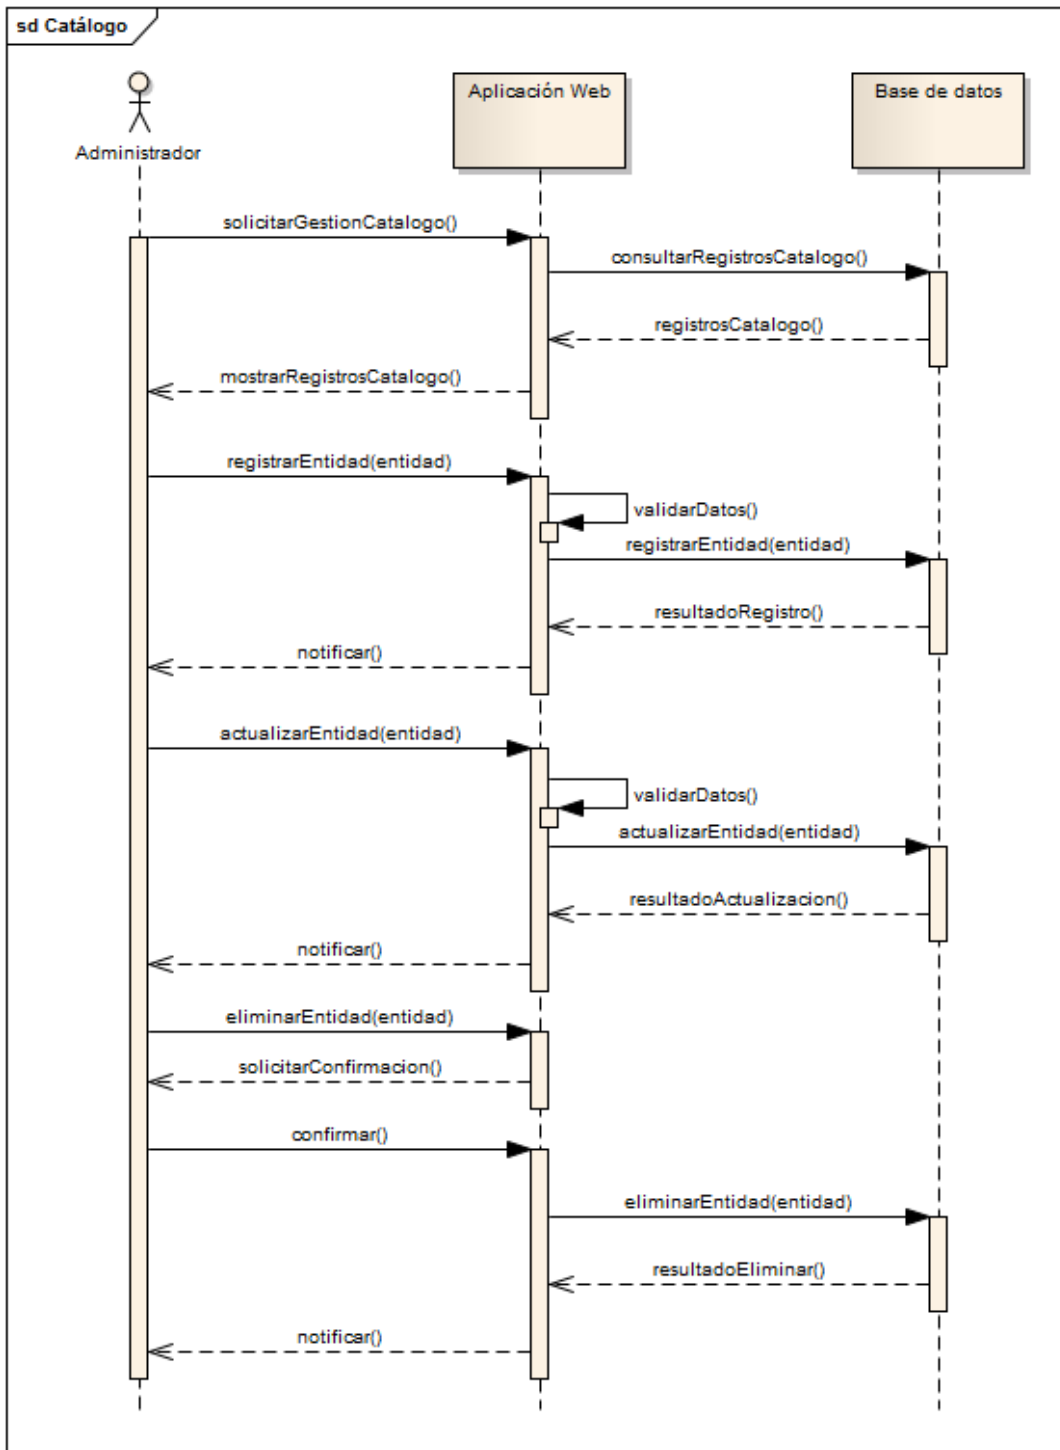 sd Catálogo
Aplicación Web
Base de datos
Administrador
solicitarGestionCatalogo()
consultarRegistrosCatalogo()
registrosCatalogo()
mostrarRegistrosCatalogo()
registrarEntidad(entidad)
validarDatos()
registrarEntidad(entidad)
resultadoRegistro()
notificar()
actualizarEntidad(entidad)
validarDatos()
actualizarEntidad(entidad)
resultadoActualizacion()
notificar()
eliminarEntidad(entidad)
solicitarConfirmacion()
confirmar()
eliminarEntidad(entidad)
resultadoEliminar()
notificar()